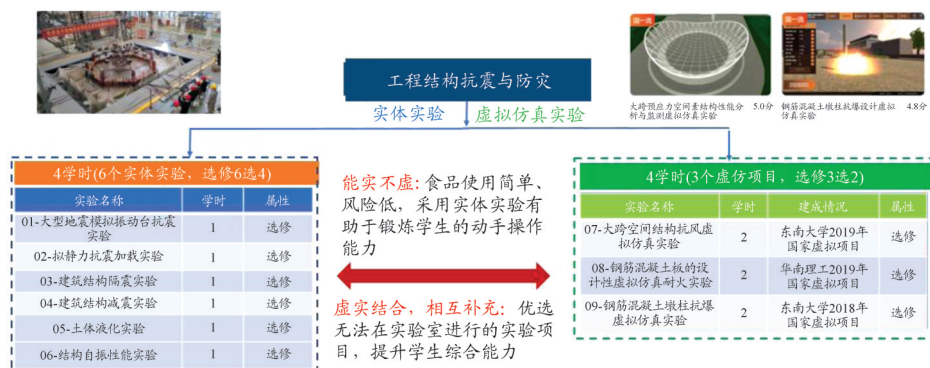 国一流
国一流
工程结构抗震与防灾
大跨预应力空间素结构性能分
析与监测虚拟仿真实验
5.0分
钢筋混凝土墩柱抗爆设计虚拟
仿真实验
4.8分
实体实验
虚拟仿真实验
4学时(6个实体实验，选修6选4)
实验名称 学时 属性
01-大型地震模拟振动台抗震
实验
1 选修
02-拟静力抗震加载实验 1 选修
03-建筑结构隔震实验 1 选修
04-建筑结构减震实验 1 选修
05-土体液化实验 1 选修
06-结构自振性能实验 1 选修
能实不虚：食品使用简单、
风险低，采用实体实验有
助于锻炼学生的动手操作
能力
虚实结合，相互补充：优选
无法在实验室进行的实验项
目，提升学生综合能力
4学时(3个虚仿项目，选修3选2)
实验名称 学时 建成情况 属性
07-大跨空间结构抗风虚
拟仿真实验
2
东南大学2019年
国家虚拟项目
选修
08-钢筋混凝土板的设
计性虚拟仿真耐火实验
2
华南理工2019年
国家虚拟项目
选修
09-钢筋混凝土墩柱抗爆
虚拟仿真实验
2
东南大学2018年
国家虚拟项目
选修